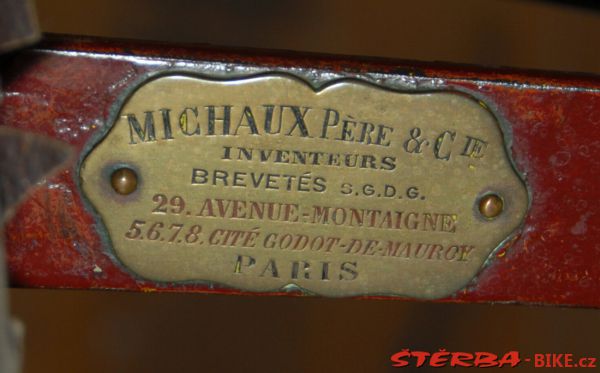 MICHAUX PÈRE & CIE
INVENTEURS
BREVETÉS S.G.D.G.
29. AVENUE-MONTAIGNE
5.6.7.8. CITÉ GODOT-DE-MAUROY
PARIS
ŠTĚRBA-BIKE.cz